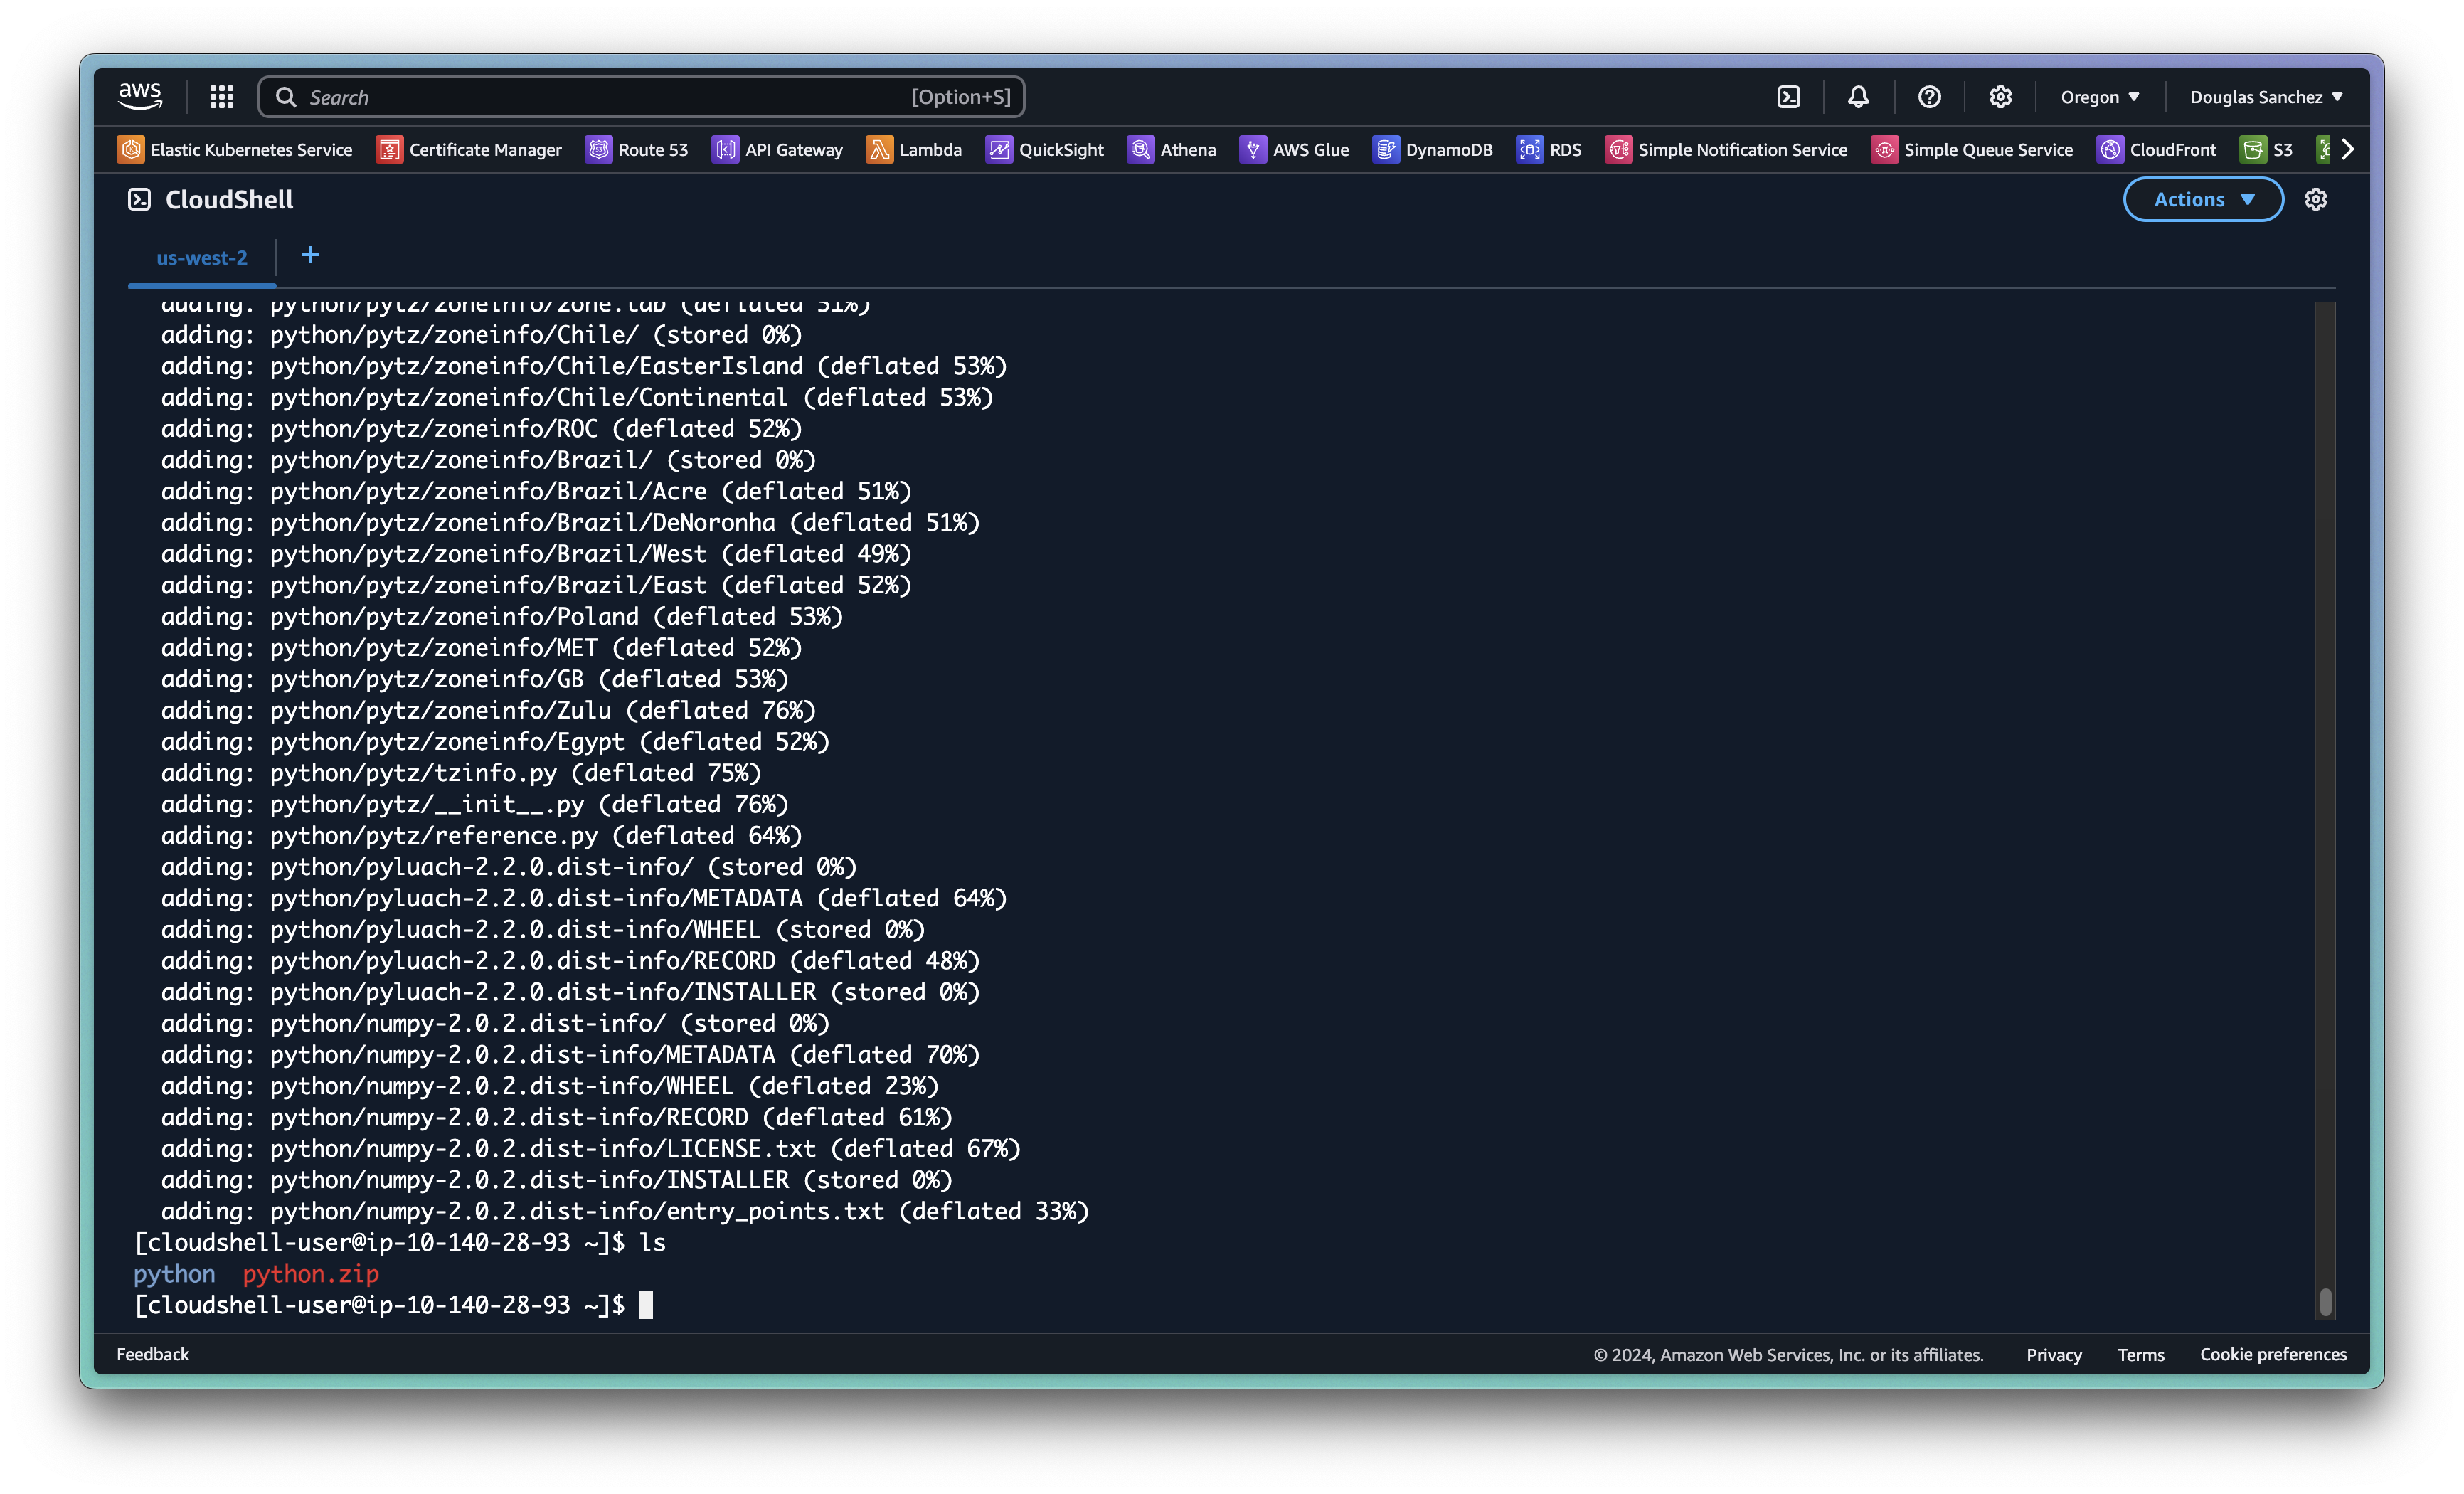 aws
Search [Option+S] Oregon Douglas Sanchez
Elastic Kubernetes Service Certificate Manager Route 53 API Gateway Lambda QuickSight Athena AWS Glue DynamoDB RDS Simple Notification Service Simple Queue Service CloudFront S3
CloudShell Actions
us-west-2 +
adding: python/pytz/zoneinfo/zone.tab (deflated 51%)
adding: python/pytz/zoneinfo/Chile/ (stored 0%)
adding: python/pytz/zoneinfo/Chile/EasterIsland (deflated 53%)
adding: python/pytz/zoneinfo/Chile/Continental (deflated 53%)
adding: python/pytz/zoneinfo/ROC (deflated 52%)
adding: python/pytz/zoneinfo/Brazil/ (stored 0%)
adding: python/pytz/zoneinfo/Brazil/Acre (deflated 51%)
adding: python/pytz/zoneinfo/Brazil/DeNoronha (deflated 51%)
adding: python/pytz/zoneinfo/Brazil/West (deflated 49%)
adding: python/pytz/zoneinfo/Brazil/East (deflated 52%)
adding: python/pytz/zoneinfo/Poland (deflated 53%)
adding: python/pytz/zoneinfo/MET (deflated 52%)
adding: python/pytz/zoneinfo/GB (deflated 53%)
adding: python/pytz/zoneinfo/Zulu (deflated 76%)
adding: python/pytz/zoneinfo/Egypt (deflated 52%)
adding: python/pytz/tzinfo.py (deflated 75%)
adding: python/pytz/__init__.py (deflated 76%)
adding: python/pytz/reference.py (deflated 64%)
adding: python/pyluach-2.2.0.dist-info/ (stored 0%)
adding: python/pyluach-2.2.0.dist-info/METADATA (deflated 64%)
adding: python/pyluach-2.2.0.dist-info/WHEEL (stored 0%)
adding: python/pyluach-2.2.0.dist-info/RECORD (deflated 48%)
adding: python/pyluach-2.2.0.dist-info/INSTALLER (stored 0%)
adding: python/numpy-2.0.2.dist-info/ (stored 0%)
adding: python/numpy-2.0.2.dist-info/METADATA (deflated 70%)
adding: python/numpy-2.0.2.dist-info/WHEEL (deflated 23%)
adding: python/numpy-2.0.2.dist-info/RECORD (deflated 61%)
adding: python/numpy-2.0.2.dist-info/LICENSE.txt (deflated 67%)
adding: python/numpy-2.0.2.dist-info/INSTALLER (stored 0%)
adding: python/numpy-2.0.2.dist-info/entry_points.txt (deflated 33%)
[cloudshell-user@ip-10-140-28-93 ~]$ ls
python python.zip
[cloudshell-user@ip-10-140-28-93 ~]$
Feedback © 2024, Amazon Web Services, Inc. or its affiliates. Privacy Terms Cookie preferences